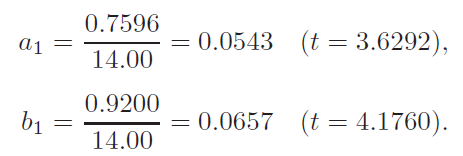 a₁ = 0.7596 / 14.00 = 0.0543 (t = 3.6292),
b₁ = 0.9200 / 14.00 = 0.0657 (t = 4.1760).